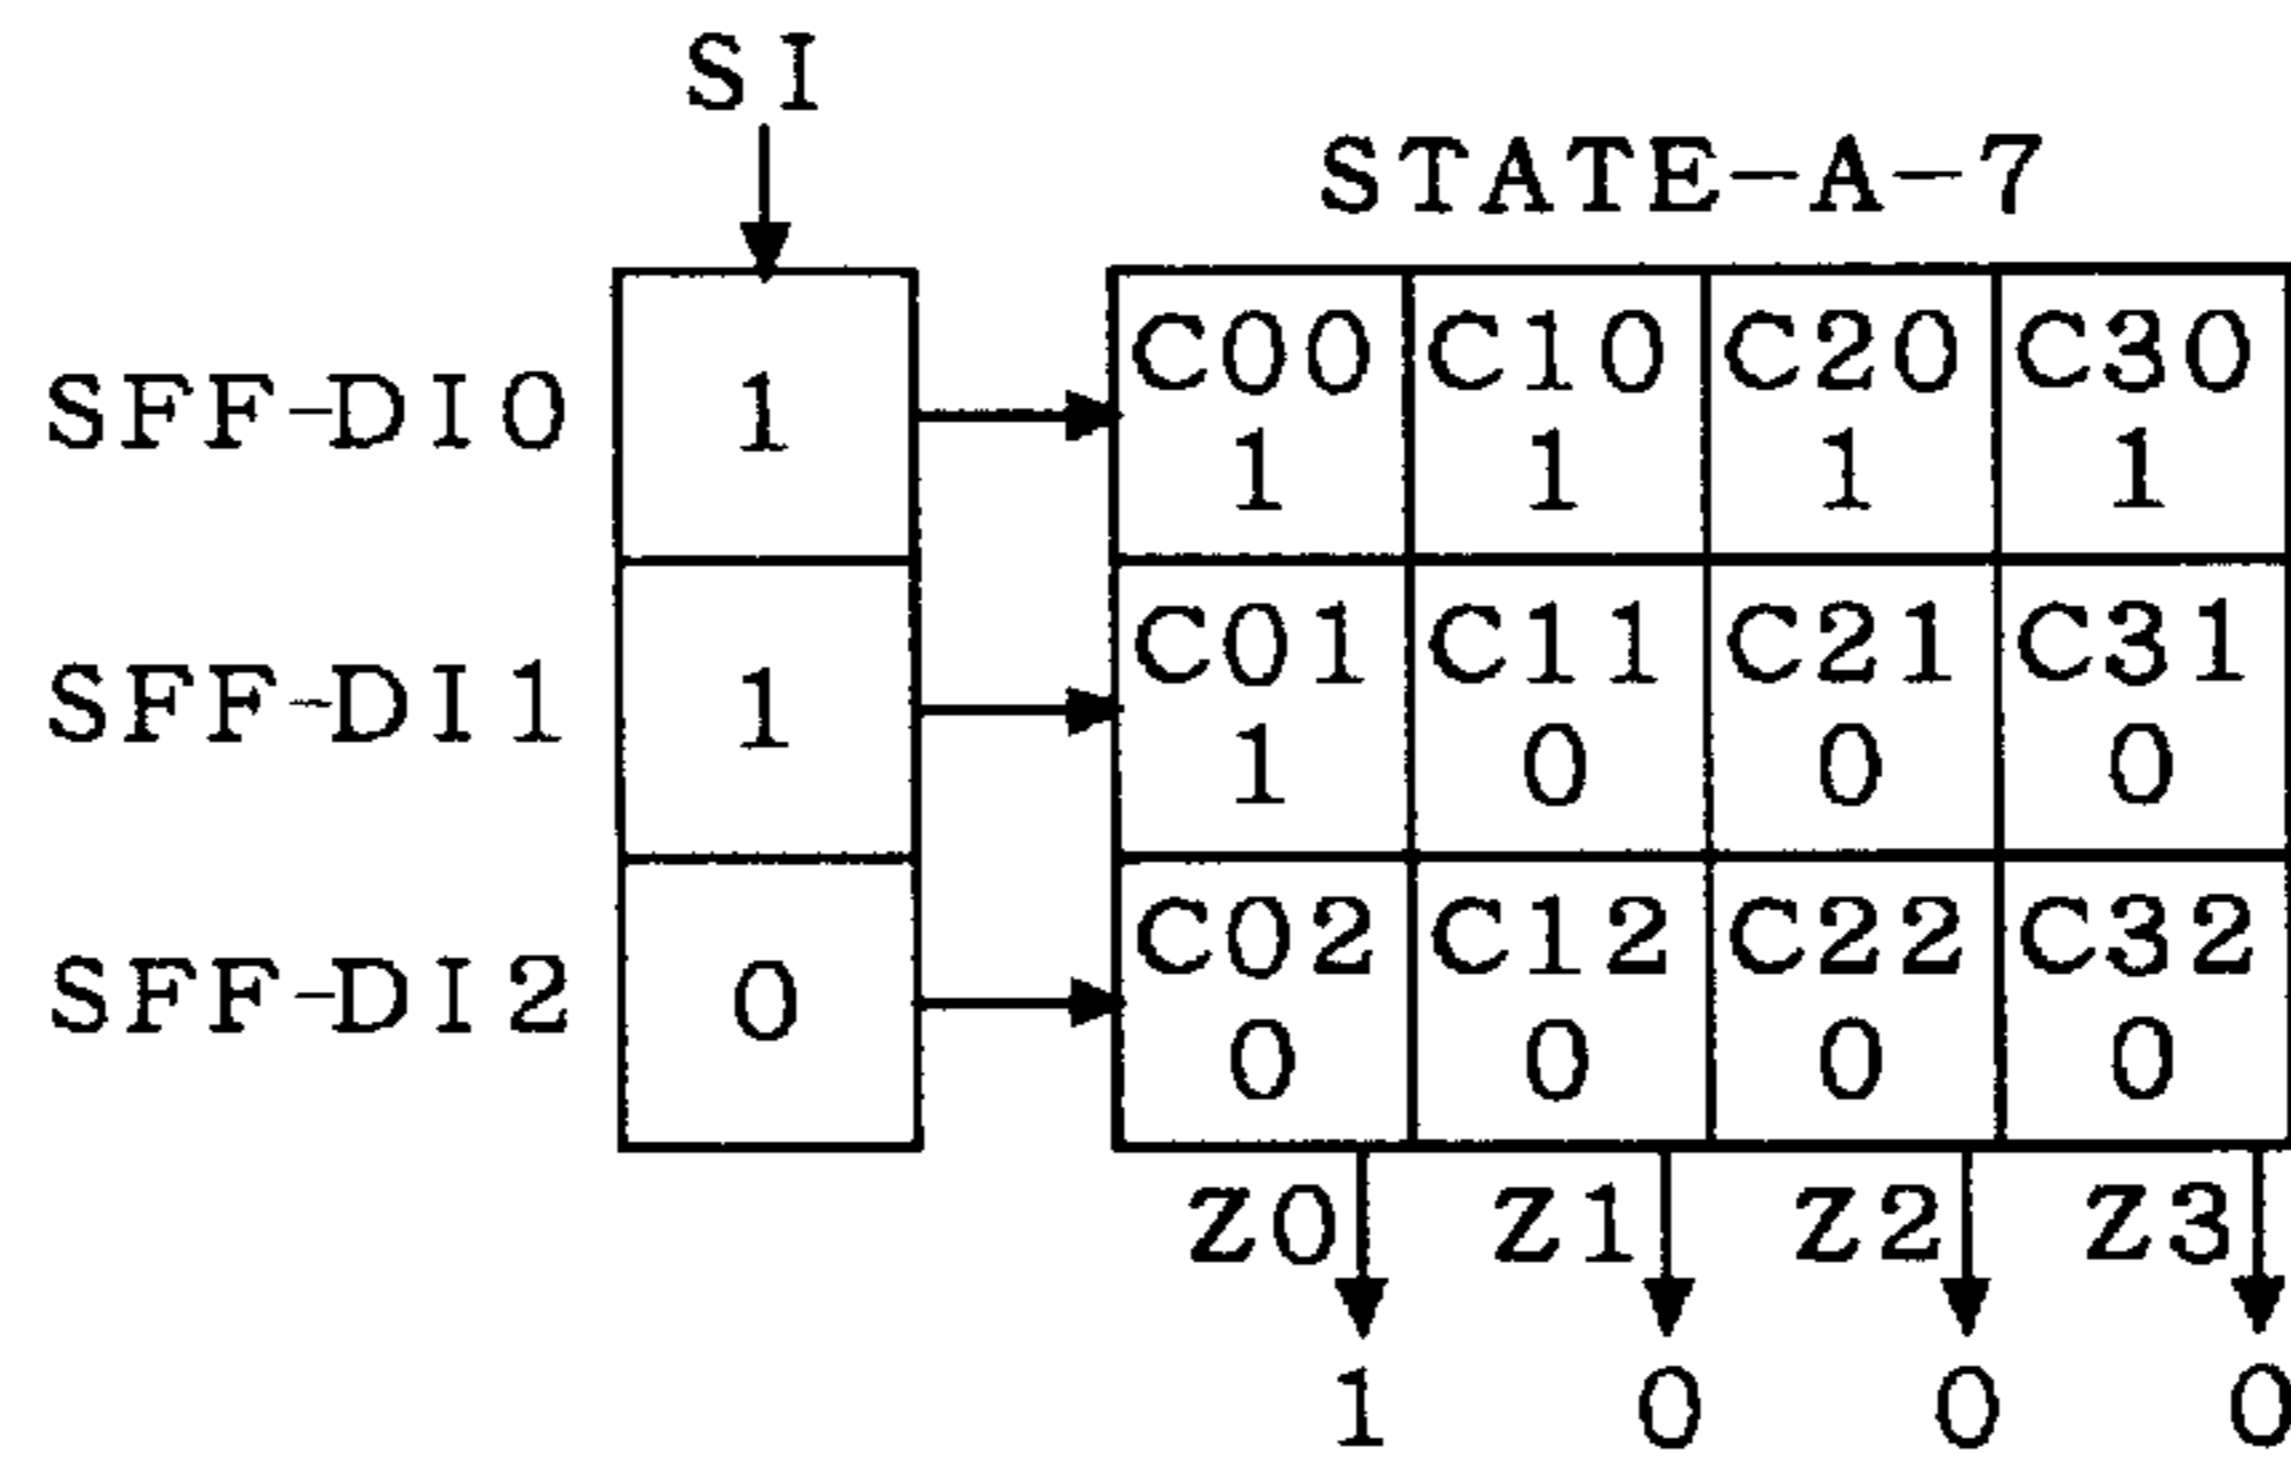 SI
STATE-A-7
C00 C10 C20 C30
SFF-DI0 1 1 1 1 1
C01 C11 C21 C31
SFF-DI1 1 1 0 0 0
C02 C12 C22 C32
SFF-DI2 0 0 0 0 0
Z0 Z1 Z2 Z3
1 0 0 0